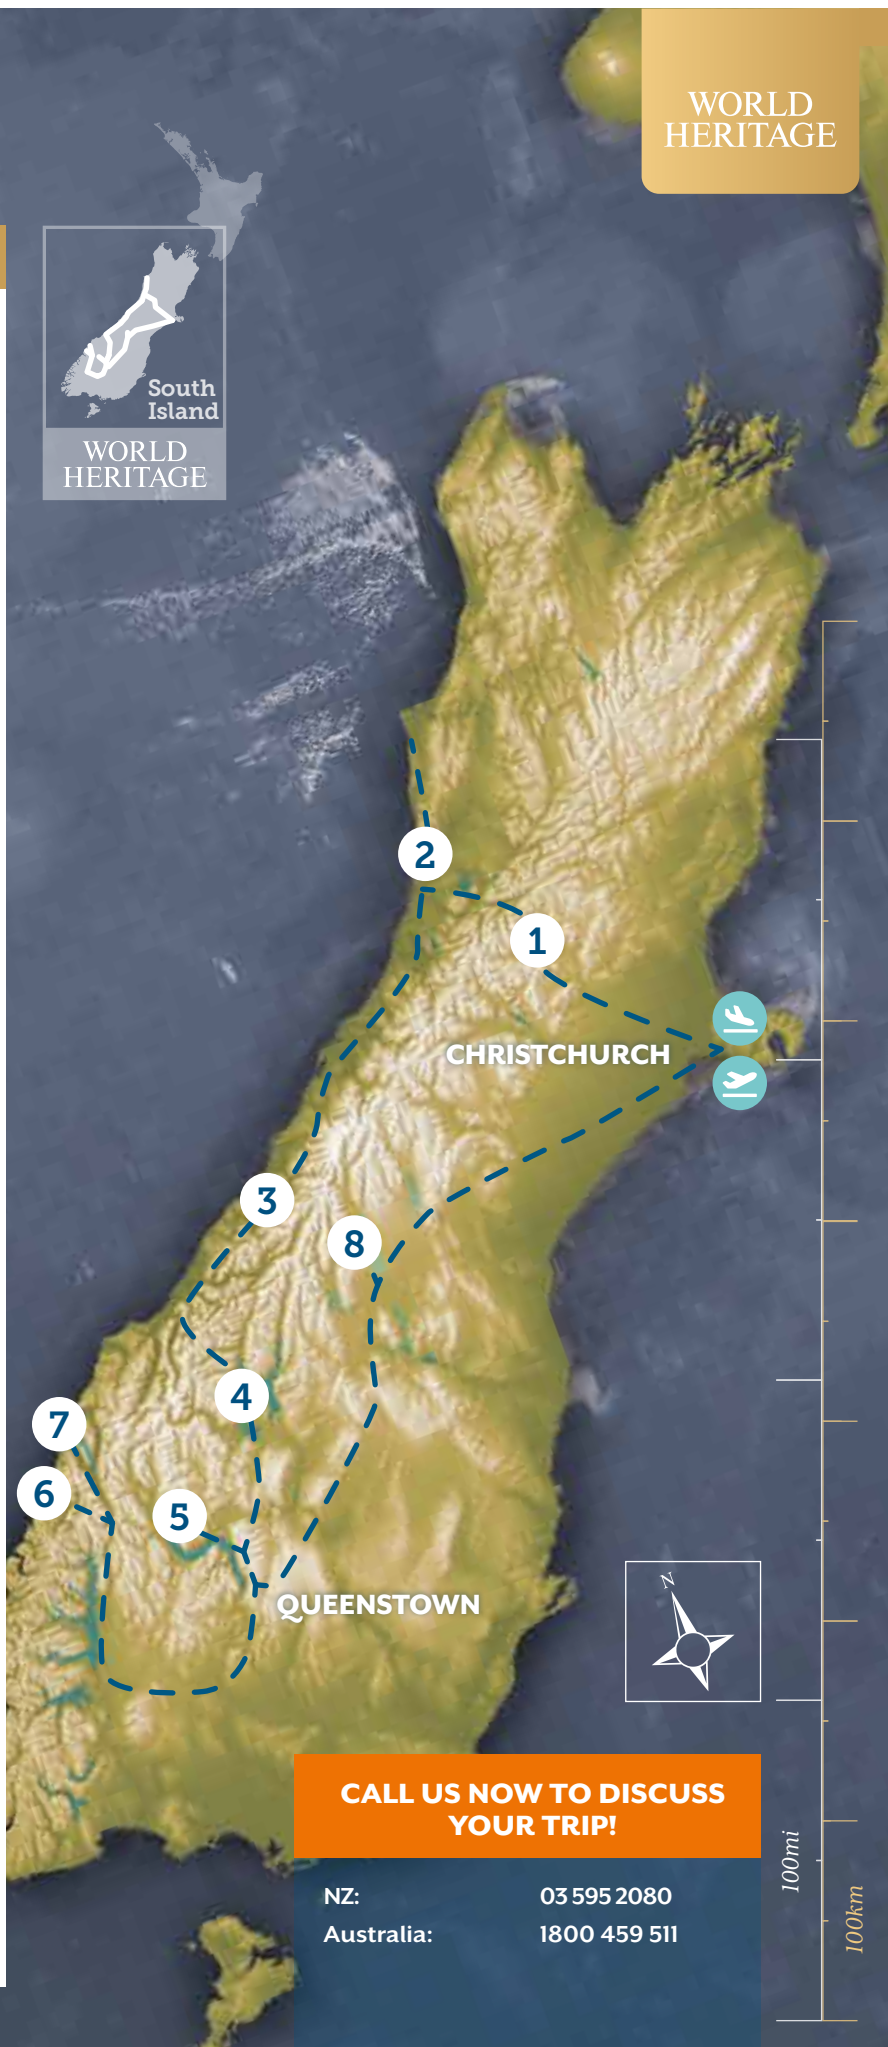 WORLD
HERITAGE
South
Island
WORLD
HERITAGE
2
1
CHRISTCHURCH
3
8
4
7
6
5
QUEENSTOWN
N
CALL US NOW TO DISCUSS
YOUR TRIP!
NZ: 03 595 2080
Australia: 1800 459 511
100mi
100km